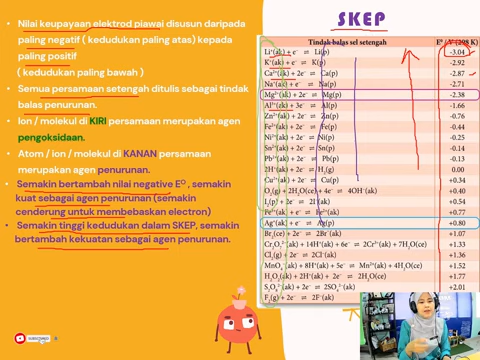 SKEP
Nilai keupayaan elektrod piawai disusun daripada
paling negatif ( kedudukan paling atas) kepada
paling positif
( kedudukan paling bawah )
Semua persamaan setengah ditulis sebagai tindak
balas penurunan.
Ion / molekul di KIRI persamaan merupakan agen
pengoksidaan.
Atom / ion / molekul di KANAN persamaan
merupakan agen penurunan.
Semakin bertambah nilai negative E⁰ , semakin
kuat sebagai agen penurunan (semakin
cenderung untuk membebaskan electron)
Semakin tinggi kedudukan dalam SKEP, semakin
bertambah kekuatan sebagai agen penurunan.
Tindak balas sel setengah E⁰ / V (298 K)
Li⁺(ak) + e⁻ ⇌ Li(p) -3.04
K⁺(ak) + e⁻ ⇌ K(p) -2.92
Ca²⁺(ak) + 2e⁻ ⇌ Ca(p) -2.87
Na⁺(ak) + e⁻ ⇌ Na(p) -2.71
Mg²⁺(ak) + 2e⁻ ⇌ Mg(p) -2.38
Al³⁺(ak) + 3e⁻ ⇌ Al(p) -1.66
Zn²⁺(ak) + 2e⁻ ⇌ Zn(p) -0.76
Fe²⁺(ak) + 2e⁻ ⇌ Fe(p) -0.44
Ni²⁺(ak) + 2e⁻ ⇌ Ni(p) -0.25
Sn²⁺(ak) + 2e⁻ ⇌ Sn(p) -0.14
Pb²⁺(ak) + 2e⁻ ⇌ Pb(p) -0.13
2H⁺(ak) + 2e⁻ ⇌ H₂(g) 0.00
Cu²⁺(ak) + 2e⁻ ⇌ Cu(p) +0.34
O₂(g) + 2H₂O(ce) + 4e⁻ ⇌ 4OH⁻(ak) +0.40
I₂(p) + 2e⁻ ⇌ 2I⁻(ak) +0.54
Fe³⁺(ak) + e⁻ ⇌ Fe²⁺(ak) +0.77
Ag⁺(ak) + e⁻ ⇌ Ag(p) +0.80
Br₂(ce) + 2e⁻ ⇌ 2Br⁻(ak) +1.07
Cr₂O₇²⁻(ak) + 14H⁺(ak) + 6e⁻ ⇌ 2Cr³⁺(ak) + 7H₂O(ce) +1.33
Cl₂(g) + 2e⁻ ⇌ 2Cl⁻(ak) +1.36
MnO₄⁻(ak) + 8H⁺(ak) + 5e⁻ ⇌ Mn²⁺(ak) + 4H₂O(ce) +1.52
H₂O₂(ak) + 2H⁺(ak) + 2e⁻ ⇌ 2H₂O(ce) +1.77
S₂O₈²⁻(ak) + 2e⁻ ⇌ 2SO₄²⁻(ak) +2.01
F₂(g) + 2e⁻ ⇌ 2F⁻(ak)